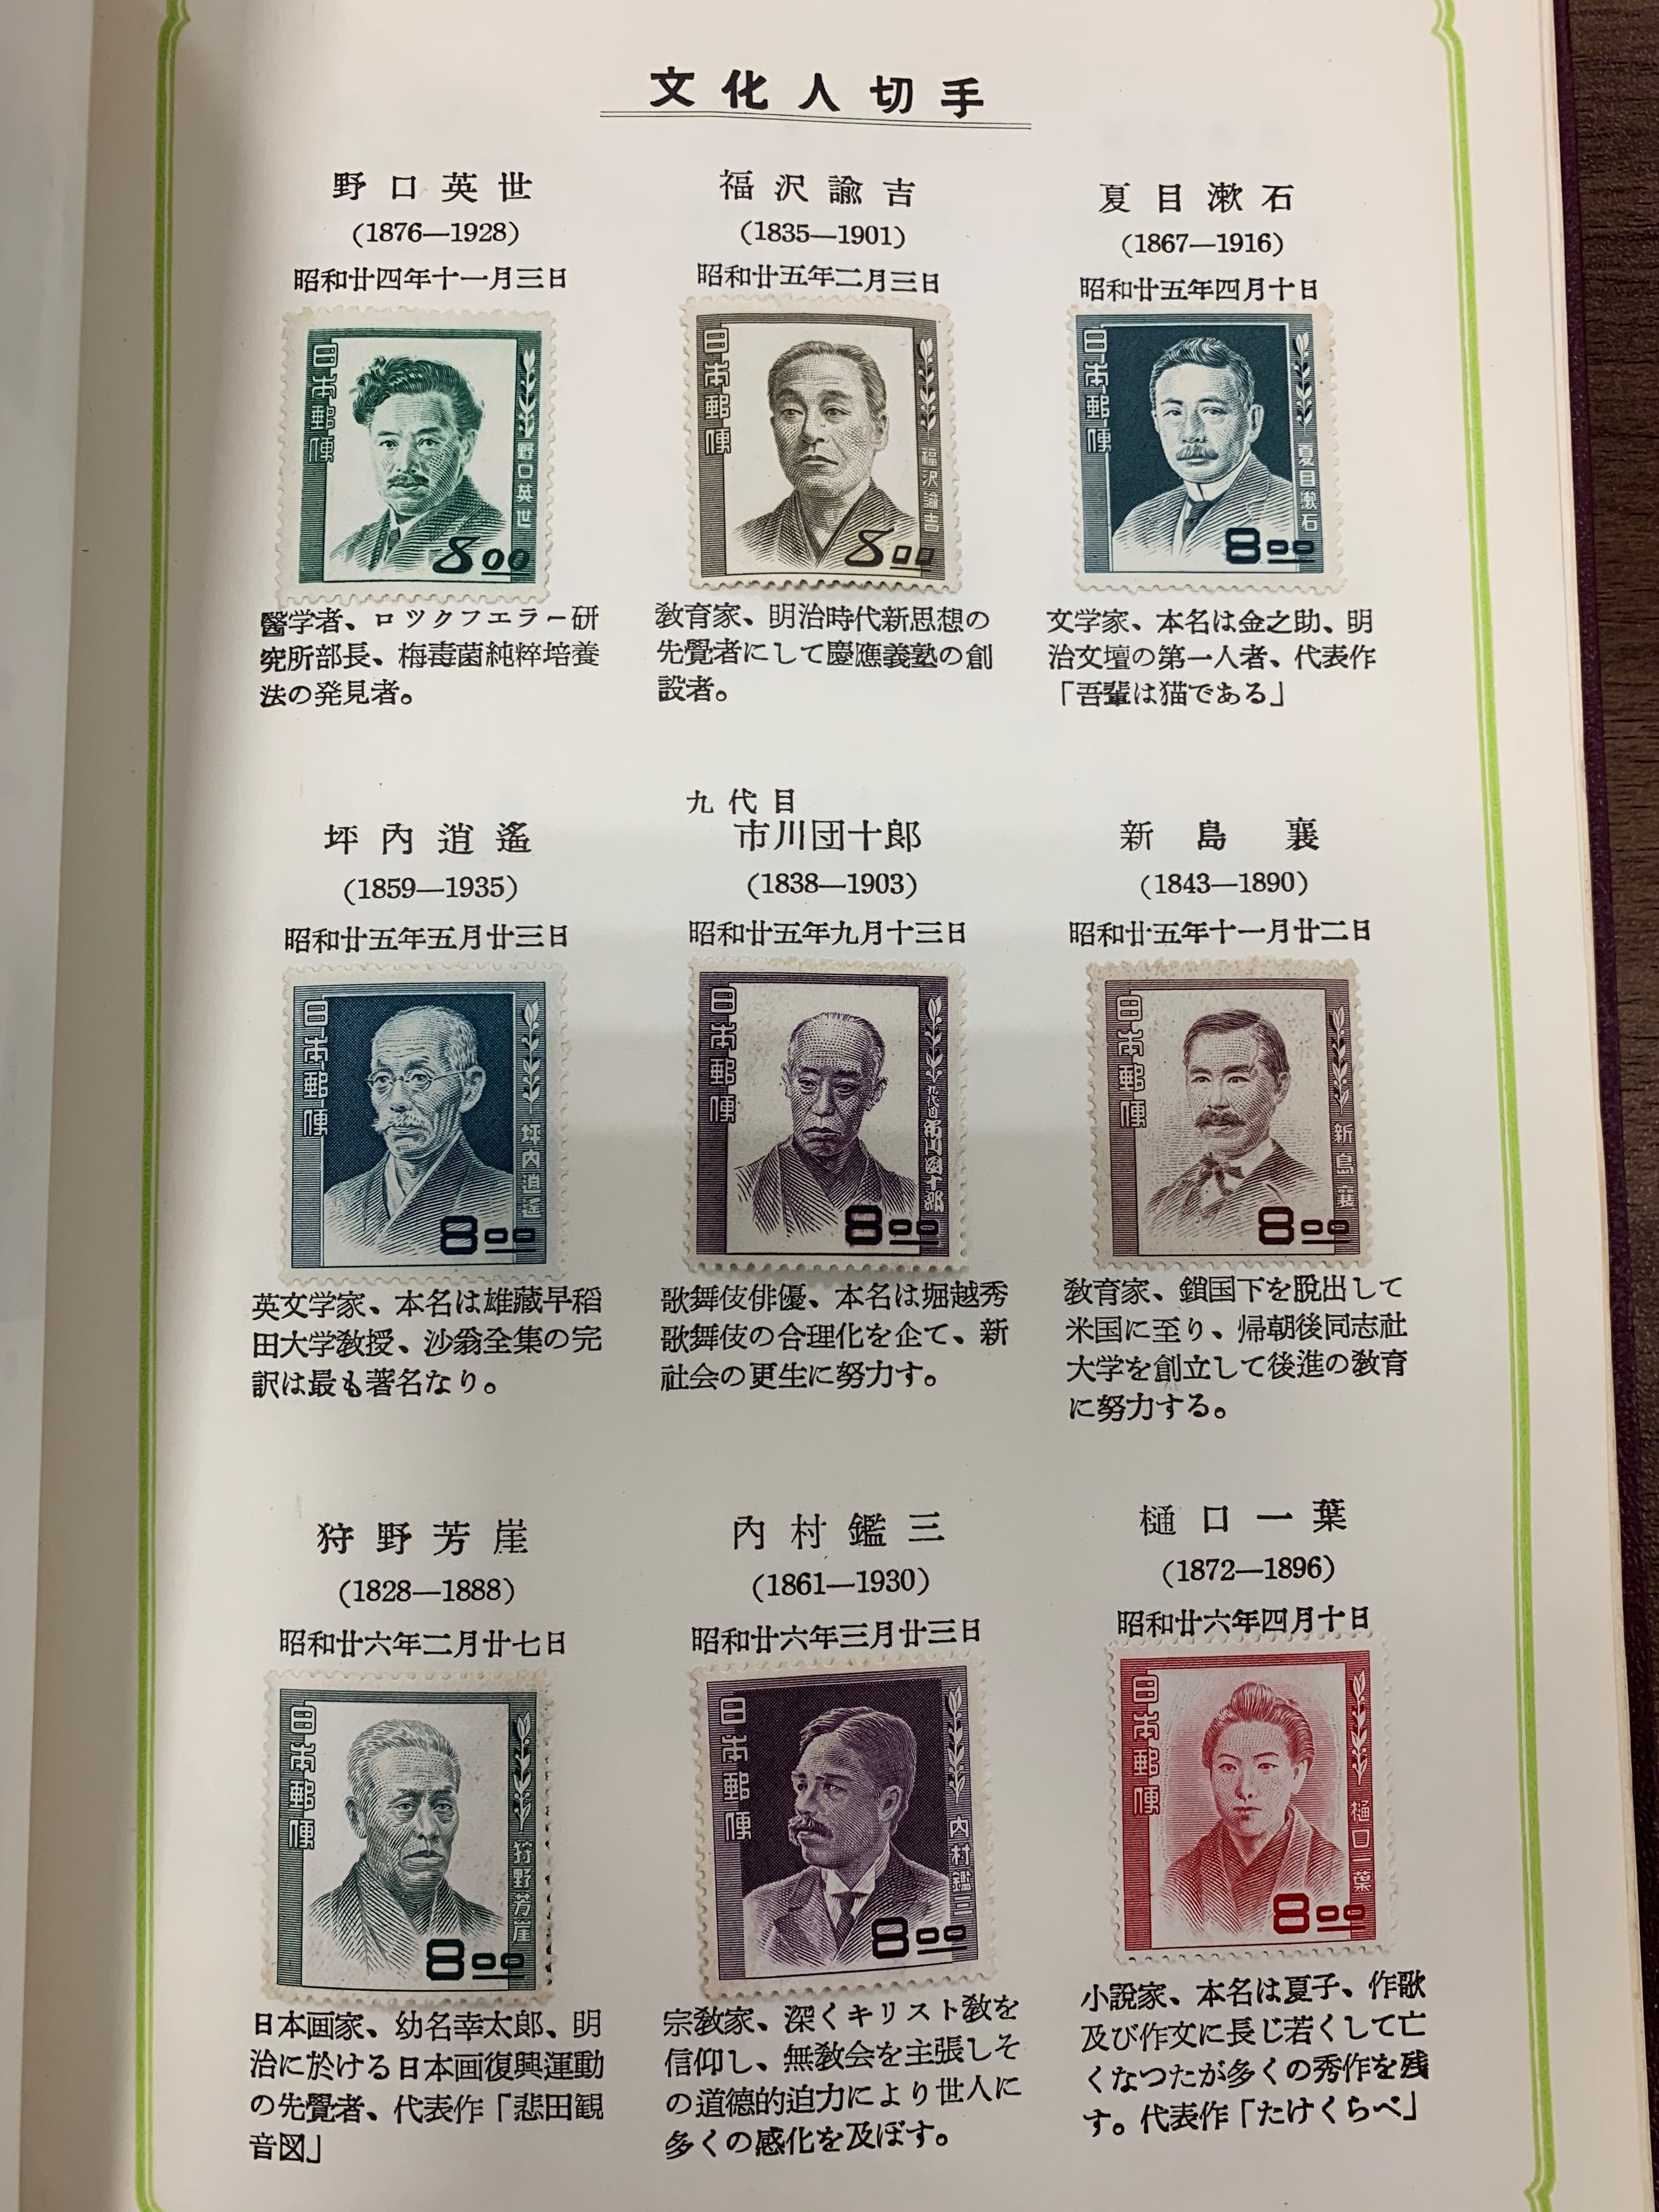 文化人切手
野口英世
(1876—1928)
昭和廿四年十一月三日
日本郵便
野口英世
8.00
醫学者、ロツクフエラー研
究所部長、梅毒菌純粹培養
法の発見者。
福沢諭吉
(1835—1901)
昭和廿五年二月三日
日本郵便
福沢諭吉
8.00
敎育家、明治時代新思想の
先覺者にして慶應義塾の創
設者。
夏目漱石
(1867—1916)
昭和廿五年四月十日
日本郵便
夏目漱石
8.00
文学家、本名は金之助、明
治文壇の第一人者、代表作
「吾輩は猫である」
坪内逍遙
(1859—1935)
昭和廿五年五月廿三日
日本郵便
坪内逍遙
8.00
英文学家、本名は雄藏早稻
田大学敎授、沙翁全集の完
訳は最も著名なり。
九代目
市川団十郎
(1838—1903)
昭和廿五年九月十三日
日本郵便
九代目市川團十郎
8.00
歌舞伎俳優、本名は堀越秀
歌舞伎の合理化を企て、新
社会の更生に努力す。
新島襄
(1843—1890)
昭和廿五年十一月廿二日
日本郵便
新島襄
8.00
敎育家、鎖国下を脫出して
米国に至り、帰朝後同志社
大学を創立して後進の敎育
に努力する。
狩野芳崖
(1828—1888)
昭和廿六年二月廿七日
日本郵便
狩野芳崖
8.00
日本画家、幼名幸太郎、明
治に於ける日本画復興運動
の先覺者、代表作「悲田観
音図」
内村鑑三
(1861—1930)
昭和廿六年三月廿三日
日本郵便
内村鑑三
8.00
宗敎家、深くキリスト敎を
信仰し、無敎会を主張しそ
の道德的迫力により世人に
多くの感化を及ぼす。
樋口一葉
(1872—1896)
昭和廿六年四月十日
日本郵便
樋口一葉
8.00
小說家、本名は夏子、作歌
及び作文に長じ若くして亡
くなつたが多くの秀作を残
す。代表作「たけくらべ」